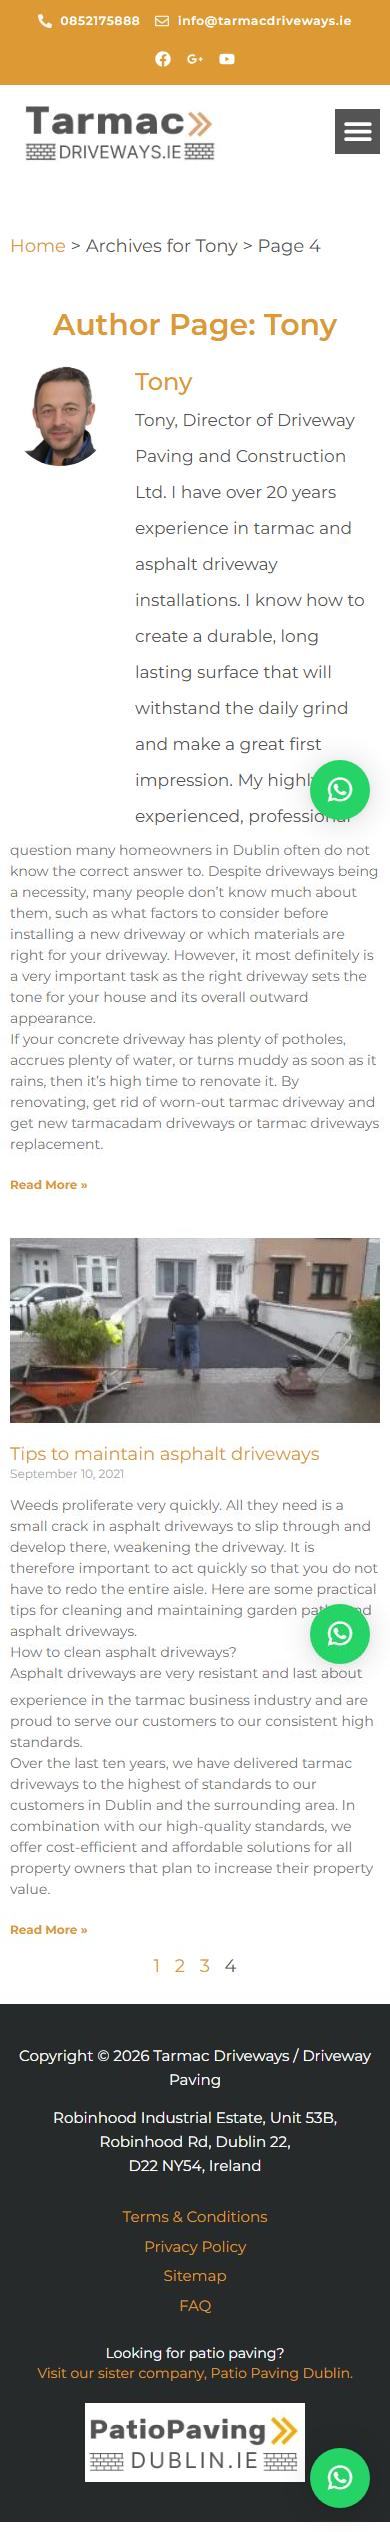 0852175888 info@tarmacdriveways.ie
Tarmac
DRIVEWAYS.IE
Home > Archives for Tony > Page 4
Author Page: Tony
Tony
Tony, Director of Driveway
Paving and Construction
Ltd. I have over 20 years
experience in tarmac and
asphalt driveway
installations. I know how to
create a durable, long
lasting surface that will
withstand the daily grind
and make a great first
impression. My
experienced,
question many homeowners in Dublin often do not
know the correct answer to. Despite driveways being
a necessity, many people don't know much about
them, such as what factors to consider before
installing a new driveway or which materials are
right for your driveway. However, it most definitely is
a very important task as the right driveway sets the
tone for your house and its overall outward
appearance.
If your concrete driveway has plenty of potholes,
accrues plenty of water, or turns muddy as soon as it
rains, then it's high time to renovate it. By
renovating, get rid of worn-out tarmac driveway and
get new tarmacadam driveways or tarmac driveways
replacement.
Read More »
Tips to maintain asphalt driveways
September 10, 2021
Weeds proliferate very quickly. All they need is a
small crack in asphalt driveways to slip through and
develop there, weakening the driveway. It is
therefore important to act quickly so that you do not
have to redo the entire aisle. Here are some practical
tips for cleaning and maintaining garden
asphalt driveways.
How to clean asphalt driveways?
Asphalt driveways are very resistant and last about
experience in the tarmac business industry and are
proud to serve our customers to our consistent high
standards.
Over the last ten years, we have delivered tarmac
driveways to the highest of standards to our
customers in Dublin and the surrounding area. In
combination with our high-quality standards, we
offer cost-efficient and affordable solutions for all
property owners that plan to increase their property
value.
Read More »
1 2 3 4
Copyright © 2026 Tarmac Driveways / Driveway
Paving
Robinhood Industrial Estate, Unit 53B,
Robinhood Rd, Dublin 22,
D22 NY54, Ireland
Terms & Conditions
Privacy Policy
Sitemap
FAQ
Looking for patio paving?
Visit our sister company, Patio Paving Dublin.
PatioPaving
DUBLIN.IE